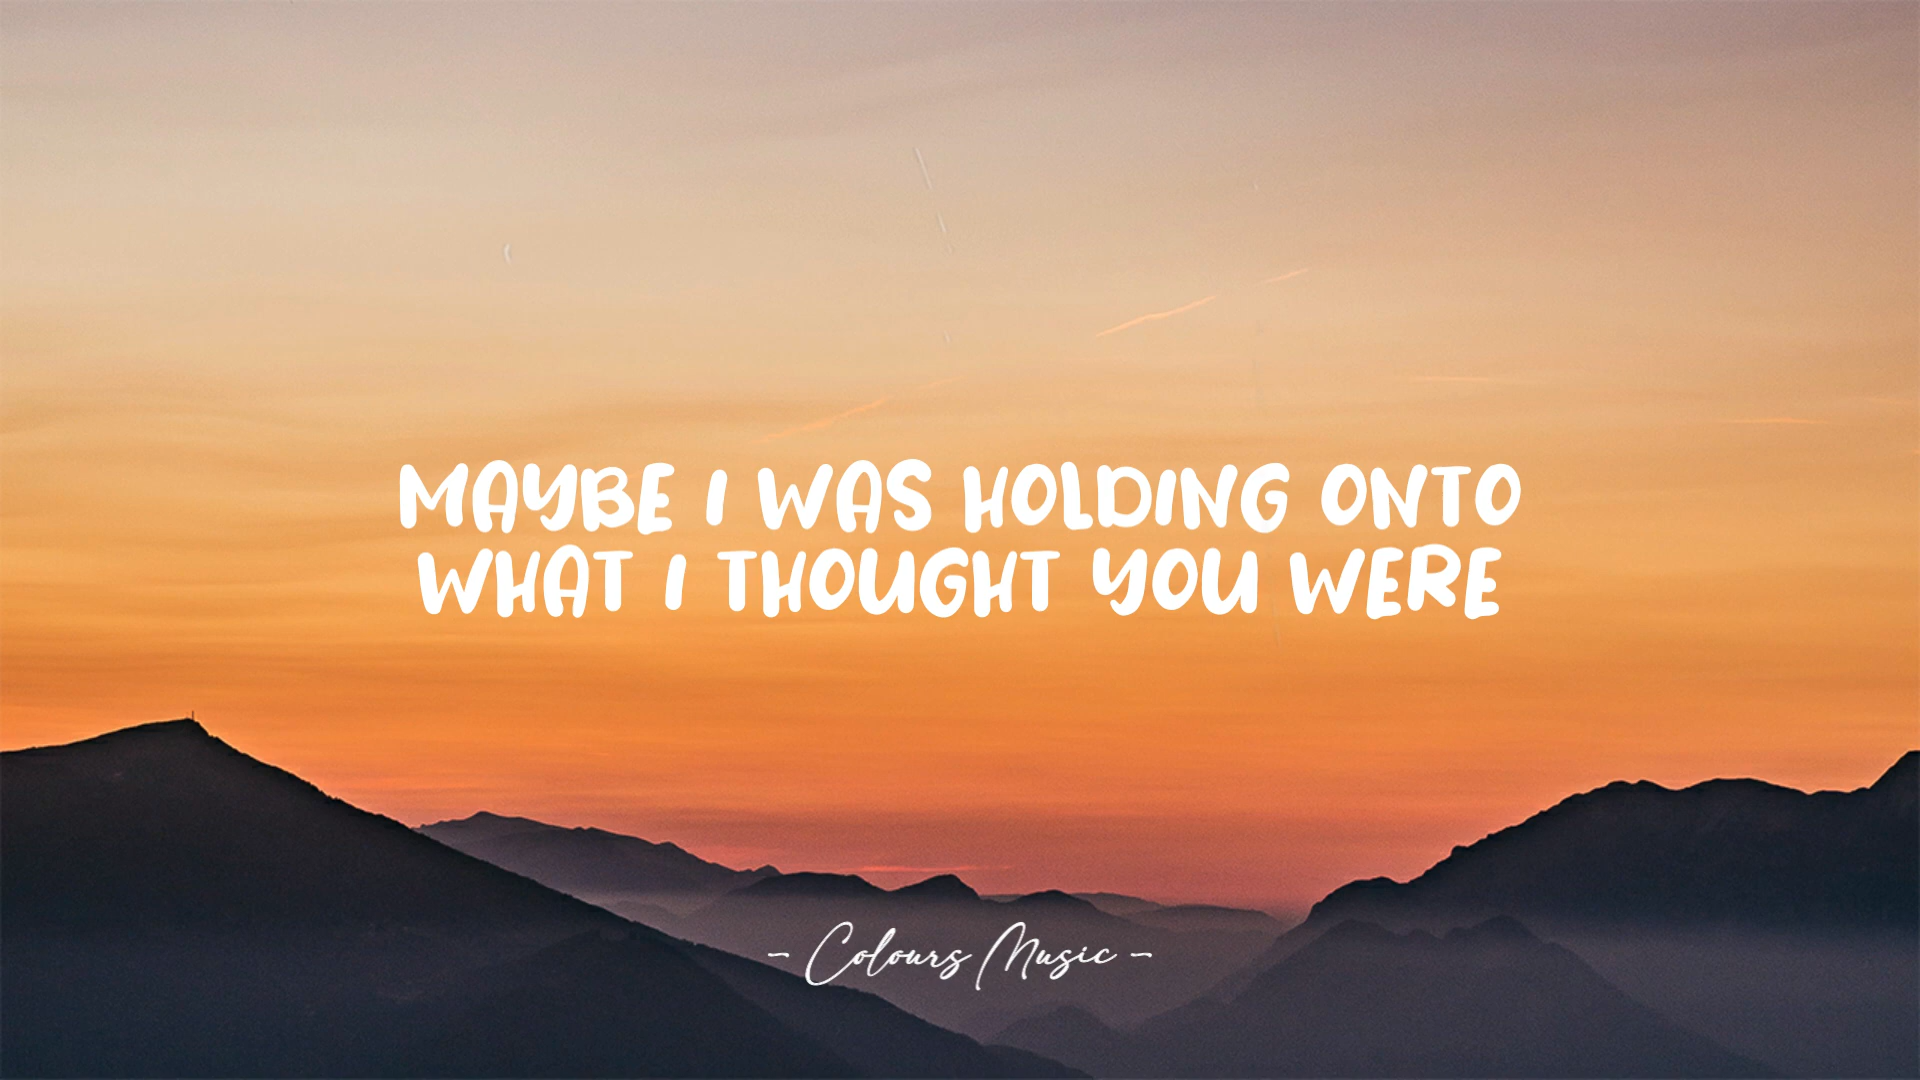 MAYBE I WAS HOLDING ONTO
WHAT I THOUGHT YOU WERE
- Colours Music -